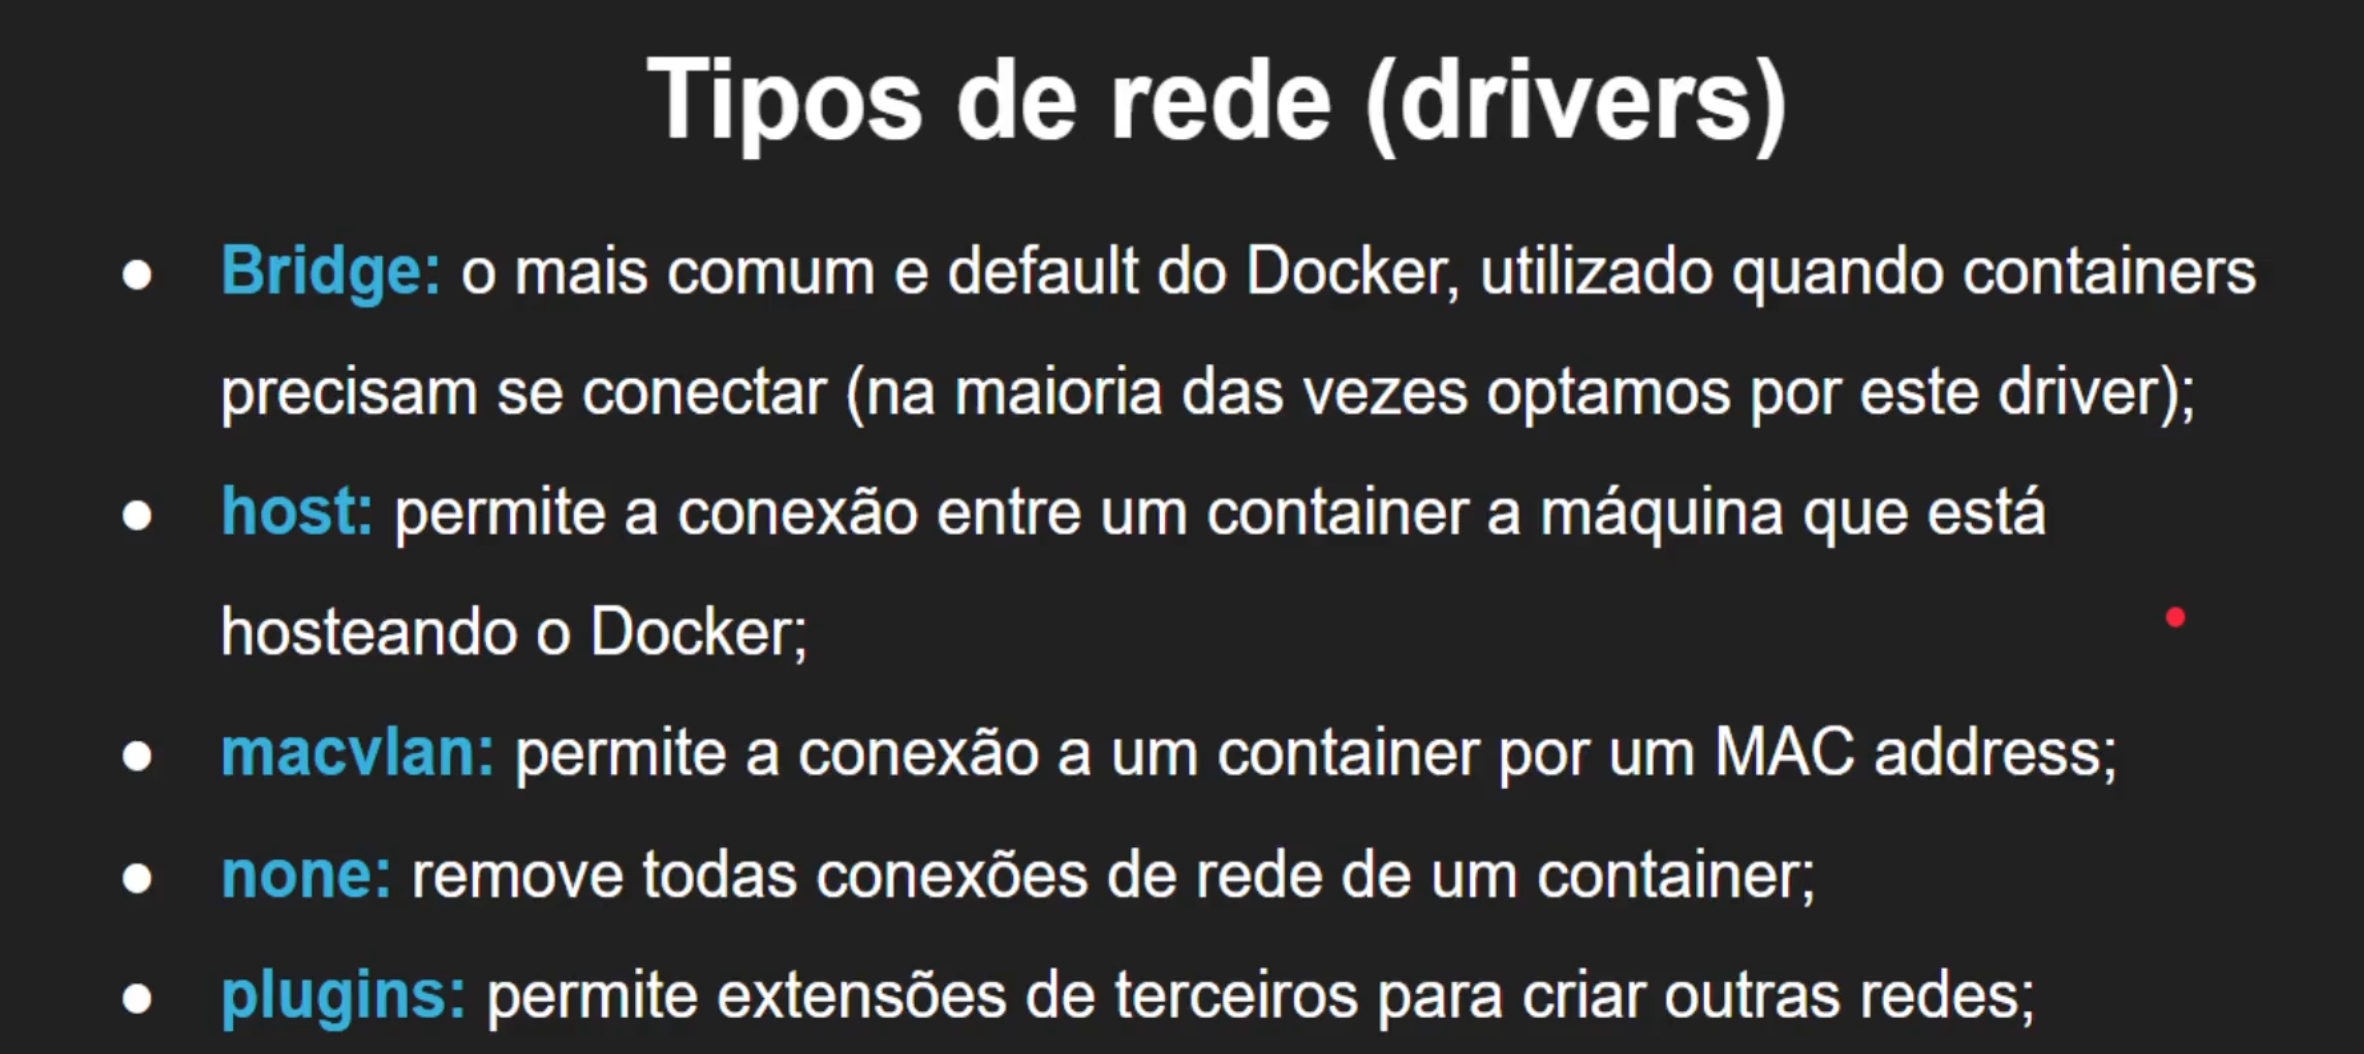 Tipos de rede (drivers)
● Bridge: o mais comum e default do Docker, utilizado quando containers
precisam se conectar (na maioria das vezes optamos por este driver);
● host: permite a conexão entre um container a máquina que está
hosteando o Docker;
● macvlan: permite a conexão a um container por um MAC address;
● none: remove todas conexões de rede de um container;
● plugins: permite extensões de terceiros para criar outras redes;